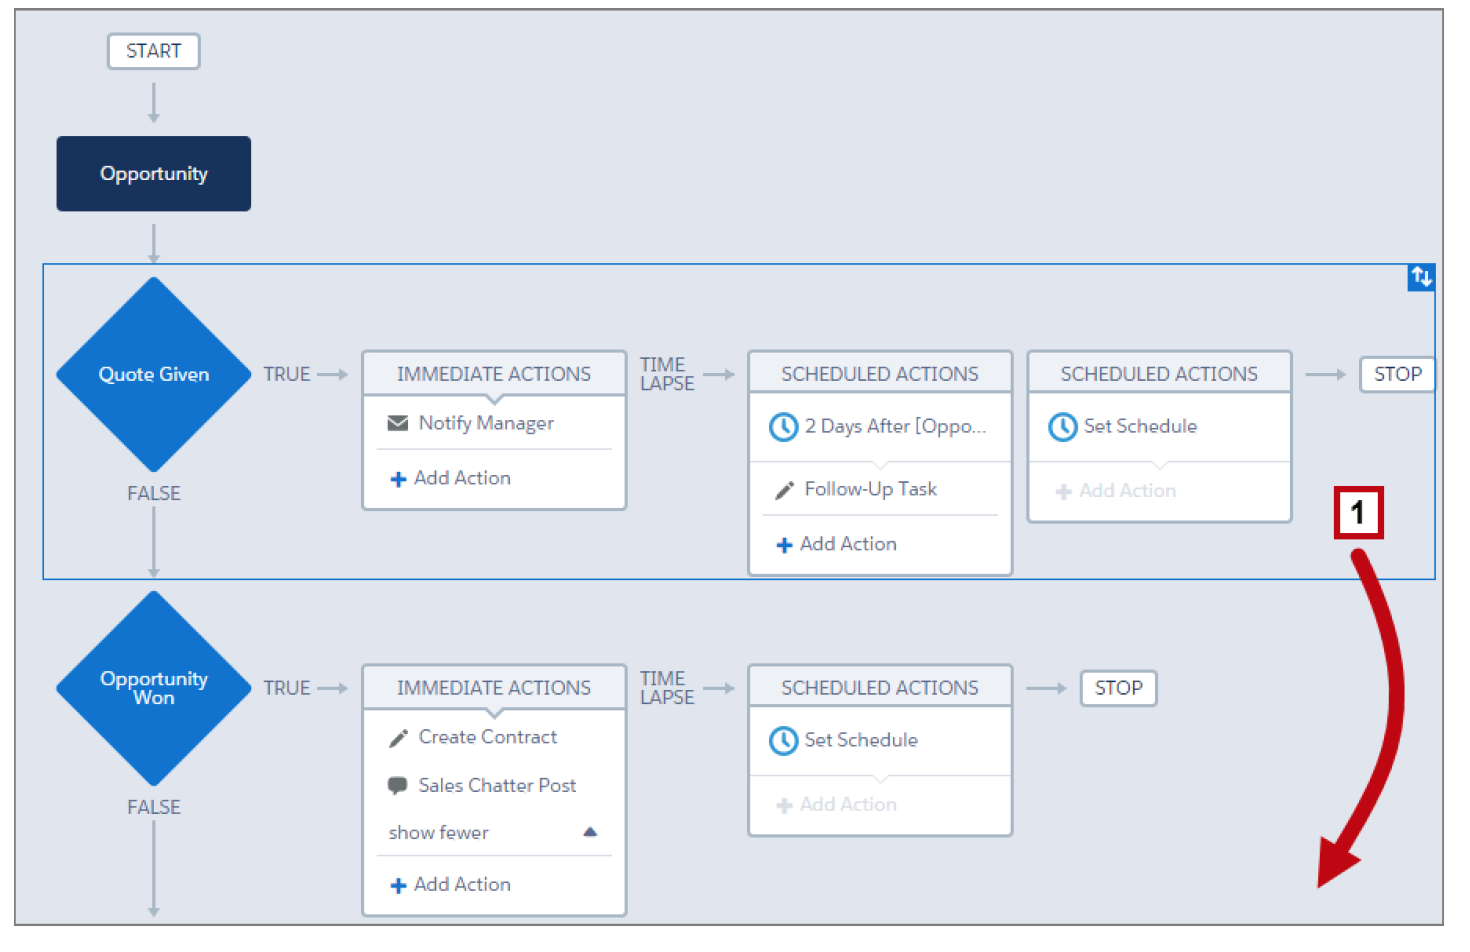 START
Opportunity
Quote Given
TRUE
IMMEDIATE ACTIONS
Notify Manager
Add Action
TIME
LAPSE
SCHEDULED ACTIONS
2 Days After [Oppo...
Follow-Up Task
Add Action
SCHEDULED ACTIONS
Set Schedule
Add Action
STOP
1
FALSE
Opportunity
Won
TRUE
IMMEDIATE ACTIONS
Create Contract
Sales Chatter Post
show fewer
Add Action
TIME
LAPSE
SCHEDULED ACTIONS
Set Schedule
Add Action
STOP
FALSE